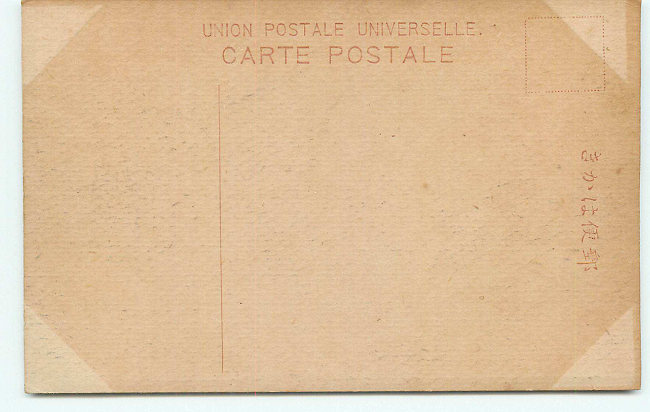 UNION POSTALE UNIVERSELLE.
CARTE POSTALE
きかは便郵